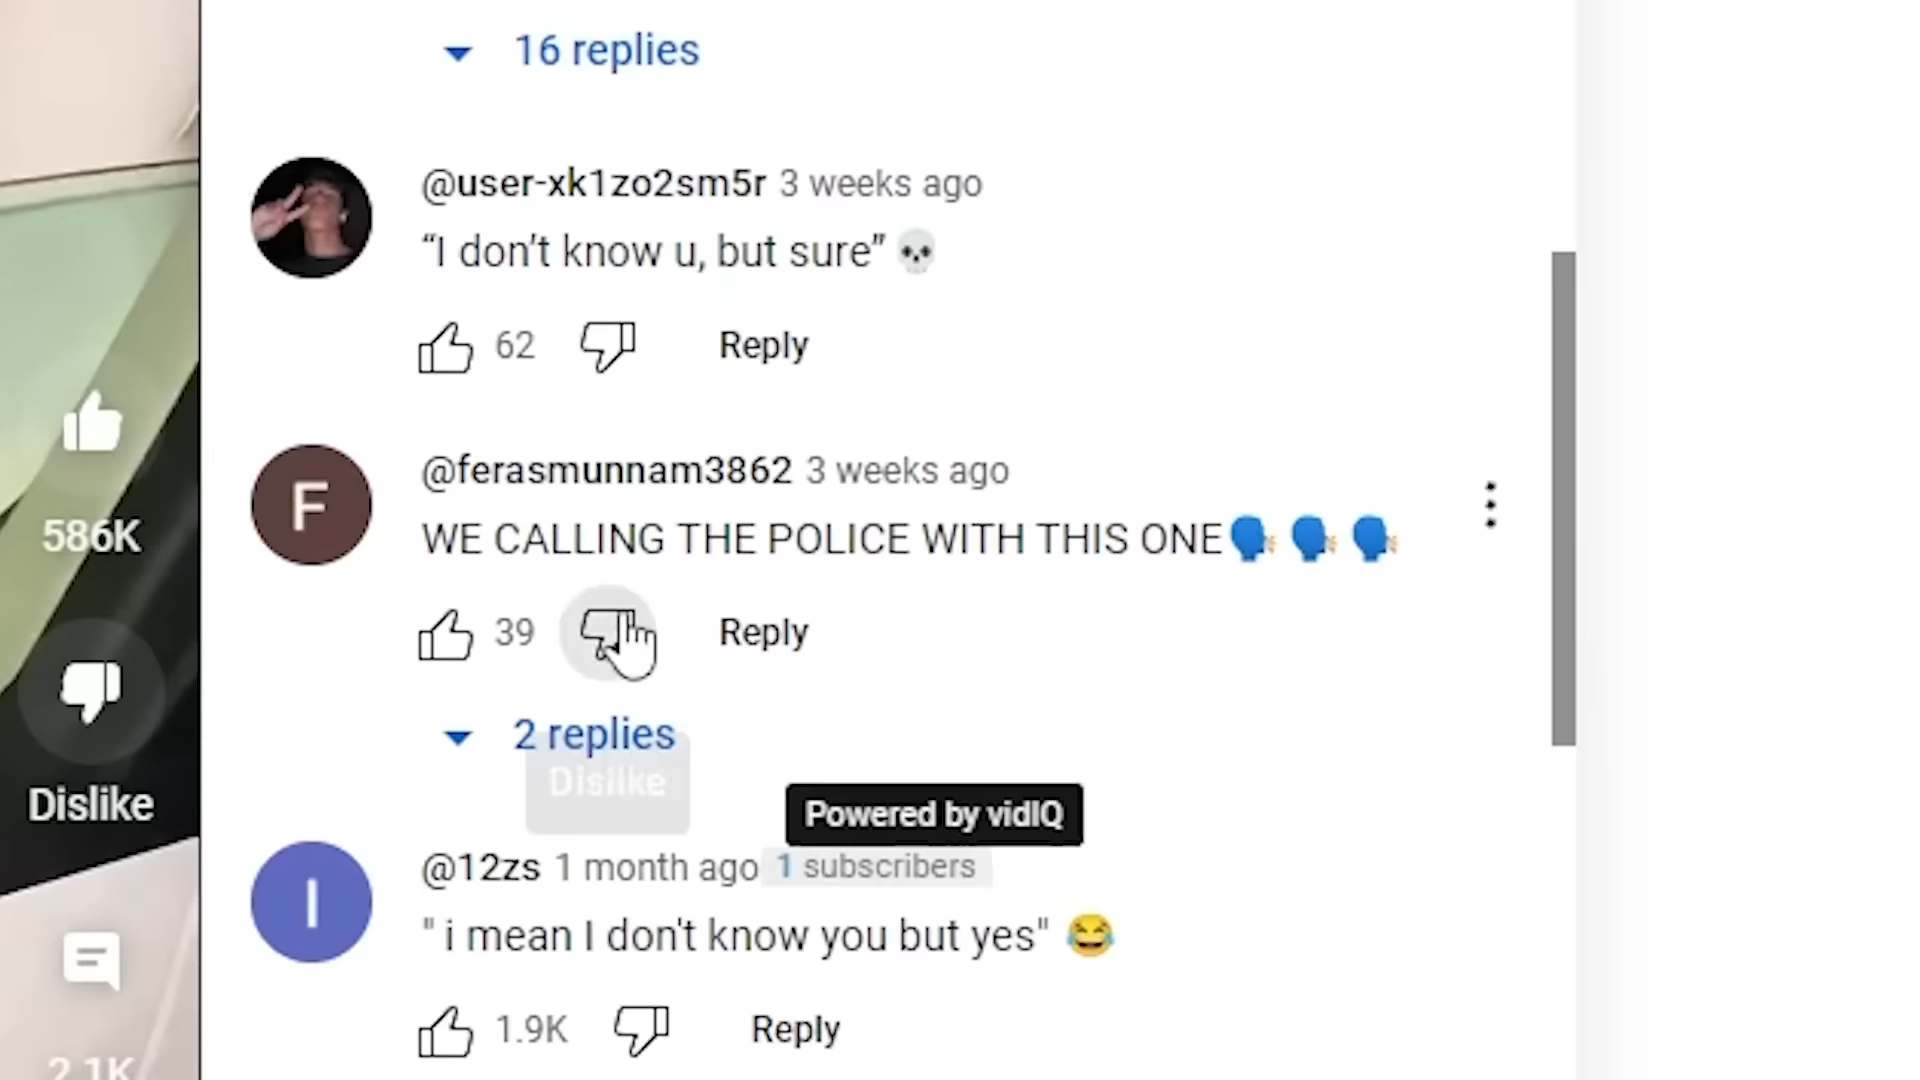 16 replies
@user-xk1zo2sm5r 3 weeks ago
“I don’t know u, but sure” 💀
62 Reply
586K
@ferasmunnam3862 3 weeks ago
WE CALLING THE POLICE WITH THIS ONE🗣️🗣️🗣️
F
39 Reply
2 replies
Dislike
Dislike
Powered by vidIQ
@12zs 1 month ago 1 subscribers
" i mean I don't know you but yes" 😂
I
1.9K Reply
2.1K